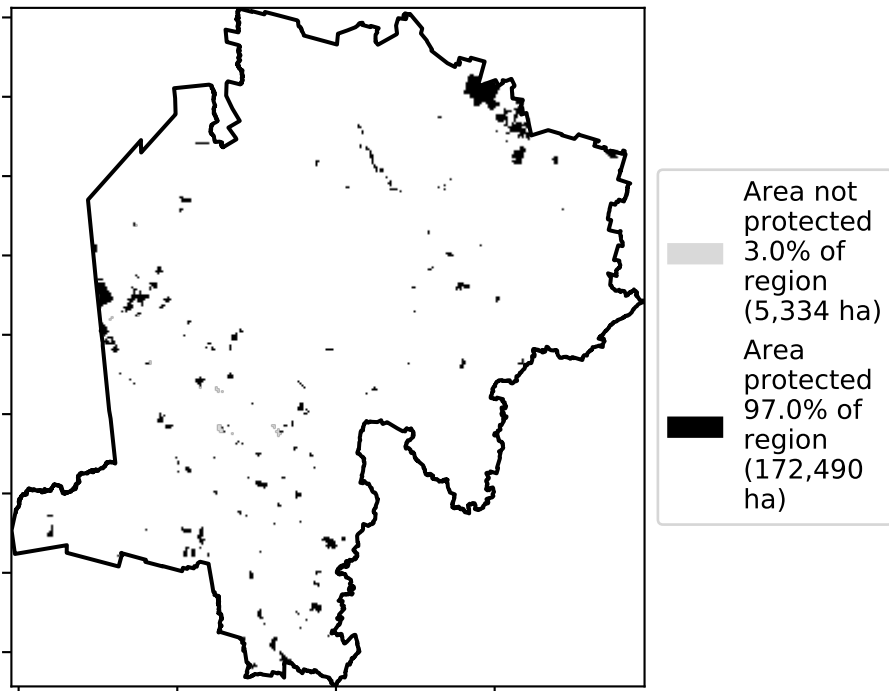 Area not
protected
3.0% of
region
(5,334 ha)
Area
protected
97.0% of
region
(172,490
ha)